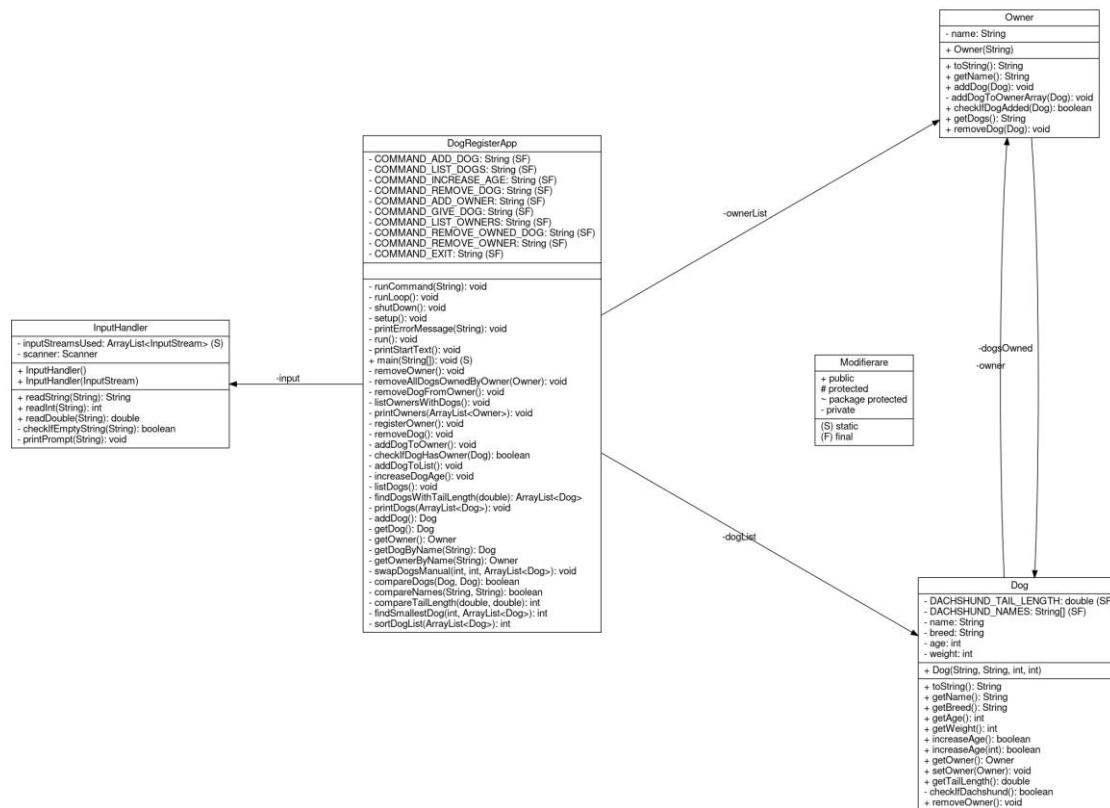 Owner
- name: String
+ Owner(String)
+ toString(): String
+ getName(): String
+ addDog(Dog): void
- addDogToOwnerArray(Dog): void
+ checkIfDogAdded(Dog): boolean
+ getDogs(): String
+ removeDog(Dog): void
DogRegisterApp
- COMMAND_ADD_DOG: String (SF)
- COMMAND_LIST_DOGS: String (SF)
- COMMAND_INCREASE_AGE: String (SF)
- COMMAND_REMOVE_DOG: String (SF)
- COMMAND_ADD_OWNER: String (SF)
- COMMAND_GIVE_DOG: String (SF)
- COMMAND_LIST_OWNERS: String (SF)
- COMMAND_REMOVE_OWNED_DOG: String (SF)
- COMMAND_REMOVE_OWNER: String (SF)
- COMMAND_EXIT: String (SF)
- runCommand(String): void
- runLoop(): void
- shutDown(): void
- setup(): void
- printErrorMessage(String): void
- run(): void
- printStartText(): void
+ main(String[]): void (S)
- removeOwner(): void
- removeAllDogsOwnedByOwner(Owner): void
- removeDogFromOwner(): void
- listOwnersWithDogs(): void
- printOwners(ArrayList<Owner>): void
- registerOwner(): void
- removeDog(): void
- addDogToOwner(): void
- checkIfDogHasOwner(Dog): boolean
- addDogToList(): void
- increaseDogAge(): void
- listDogs(): void
- findDogsWithTailLength(double): ArrayList<Dog>
- printDogs(ArrayList<Dog>): void
- addDog(): Dog
- getDog(): Dog
- getOwner(): Owner
- getDogByName(String): Dog
- getOwnerByName(String): Owner
- swapDogsManual(int, int, ArrayList<Dog>): void
- compareDogs(Dog, Dog): boolean
- compareNames(String, String): boolean
- compareTailLength(double, double): int
- findSmallestDog(int, ArrayList<Dog>): int
- sortDogList(ArrayList<Dog>): int
-ownerList
InputHandler
- inputStreamsUsed: ArrayList<InputStream> (S)
- scanner: Scanner
+ InputHandler()
+ InputHandler(InputStream)
+ readString(String): String
+ readInt(String): int
+ readDouble(String): double
- checkIfEmptyString(String): boolean
- printPrompt(String): void
-input
-dogsOwned
-owner
Modifierare
+ public
# protected
~ package protected
- private
(S) static
(F) final
-dogList
Dog
- DACHSHUND_TAIL_LENGTH: double (SF
- DACHSHUND_NAMES: String[] (SF)
- name: String
- breed: String
- age: int
- weight: int
+ Dog(String, String, int, int)
+ toString(): String
+ getName(): String
+ getBreed(): String
+ getAge(): int
+ getWeight(): int
+ increaseAge(): boolean
+ increaseAge(int): boolean
+ getOwner(): Owner
+ setOwner(Owner): void
+ getTailLength(): double
- checkIfDachshund(): boolean
+ removeOwner(): void